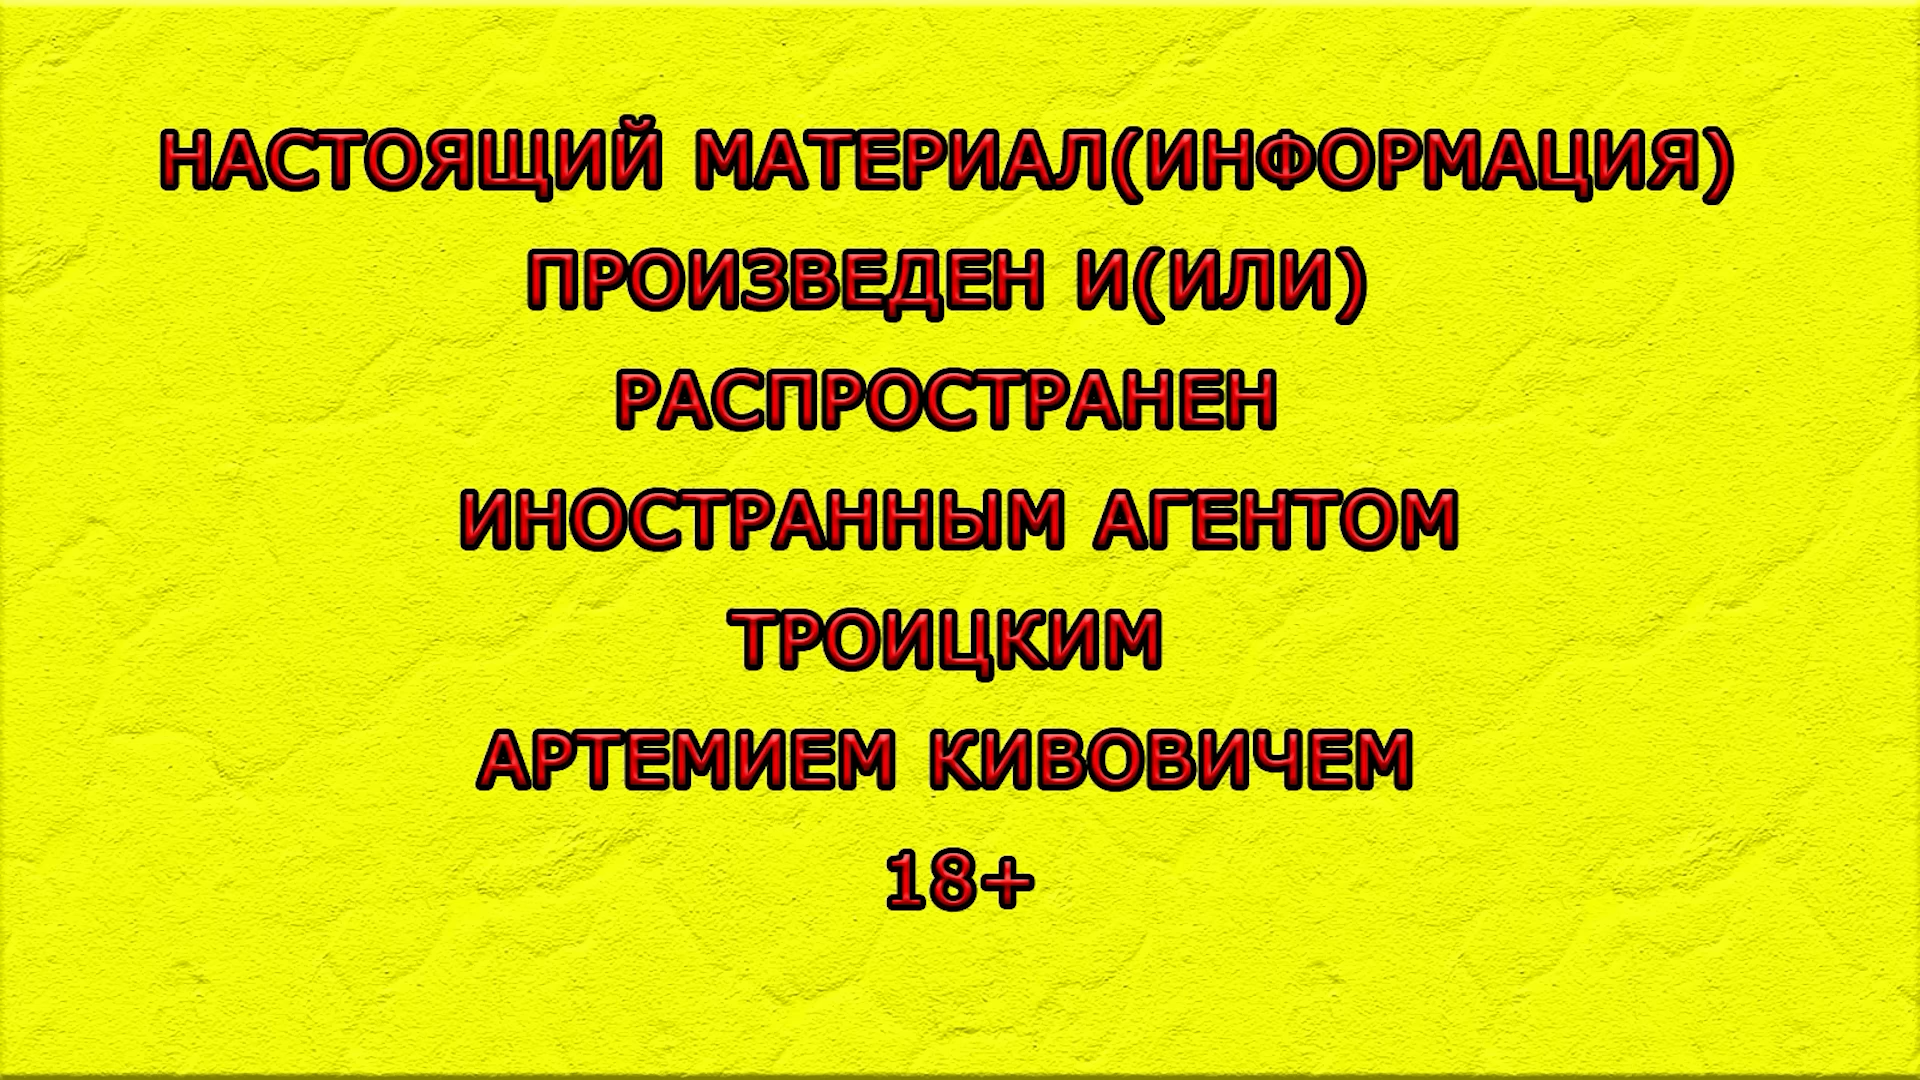 НАСТОЯЩИЙ МАТЕРИАЛ(ИНФОРМАЦИЯ)
ПРОИЗВЕДЕН И(ИЛИ)
РАСПРОСТРАНЕН
ИНОСТРАННЫМ АГЕНТОМ
ТРОИЦКИМ
АРТЕМИЕМ КИВОВИЧЕМ
18+